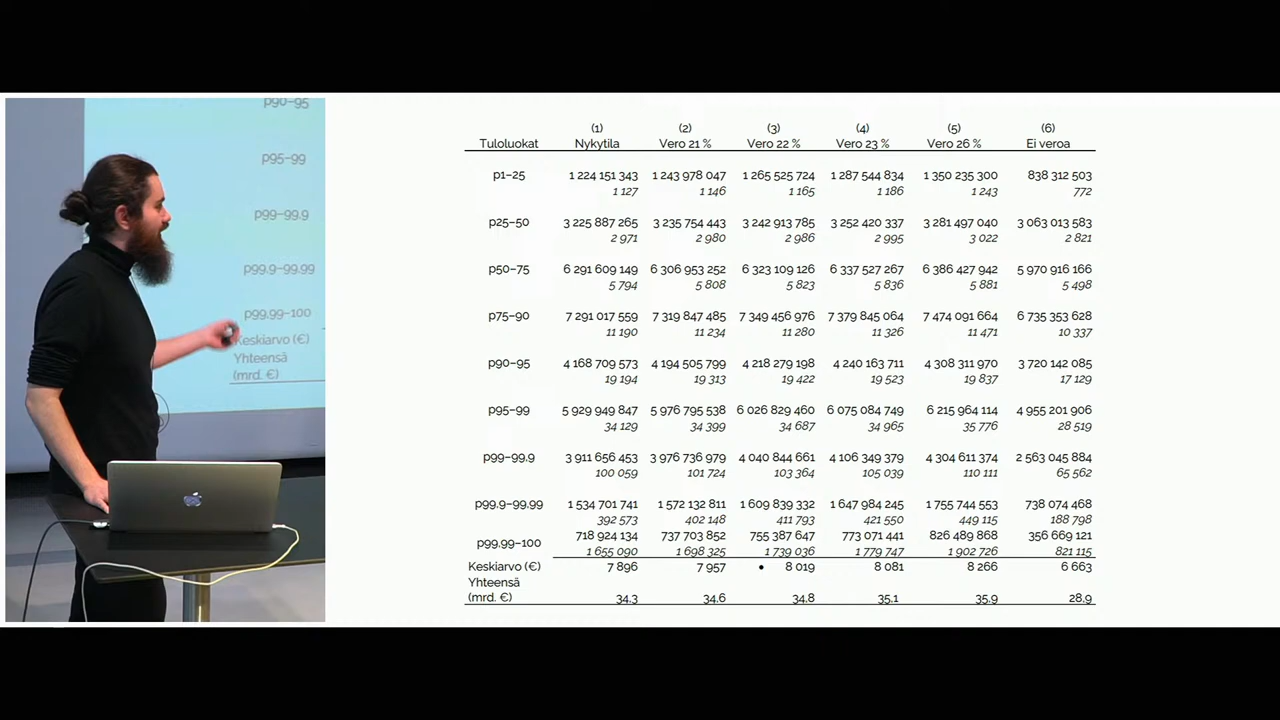 p90-95
p95-99
p99-99.9
p99.9-99.99
p99.99-100
Keskiarvo (€)
Yhteensä
(mrd. €)
(1) (2) (3) (4) (5) (6)
Tuloluokat Nykytila Vero 21 % Vero 22 % Vero 23 % Vero 26 % Ei veroa
p1-25 1 224 151 343 1 243 978 047 1 265 525 724 1 287 544 834 1 350 235 300 838 312 503
1 127 1 146 1 165 1 186 1 243 772
p25-50 3 225 887 265 3 235 754 443 3 242 913 785 3 252 420 337 3 281 497 040 3 063 013 583
2 971 2 980 2 986 2 995 3 022 2 821
p50-75 6 291 609 149 6 306 953 252 6 323 109 126 6 337 527 267 6 386 427 942 5 970 916 166
5 794 5 808 5 823 5 836 5 881 5 498
p75-90 7 291 017 559 7 319 847 485 7 349 456 976 7 379 845 064 7 474 091 664 6 735 353 628
11 190 11 234 11 280 11 326 11 471 10 337
p90-95 4 168 709 573 4 194 505 799 4 218 279 198 4 240 163 711 4 308 311 970 3 720 142 085
19 194 19 313 19 422 19 523 19 837 17 129
p95-99 5 929 949 847 5 976 795 538 6 026 829 460 6 075 084 749 6 215 964 114 4 955 201 906
34 129 34 399 34 687 34 965 35 776 28 519
p99-99.9 3 911 656 453 3 976 736 979 4 040 844 661 4 106 349 379 4 304 611 374 2 563 045 884
100 059 101 724 103 364 105 039 110 111 65 562
p99.9-99.99 1 534 701 741 1 572 132 811 1 609 839 332 1 647 984 245 1 755 744 553 738 074 468
392 573 402 148 411 793 421 550 449 115 188 798
p99.99-100 718 924 134 737 703 852 755 387 647 773 071 441 826 489 868 356 669 121
1 655 090 1 698 325 1 739 036 1 779 747 1 902 726 821 115
Keskiarvo (€) 7 896 7 957 8 019 8 081 8 266 6 663
Yhteensä
(mrd. €) 34.3 34.6 34.8 35.1 35.9 28.9